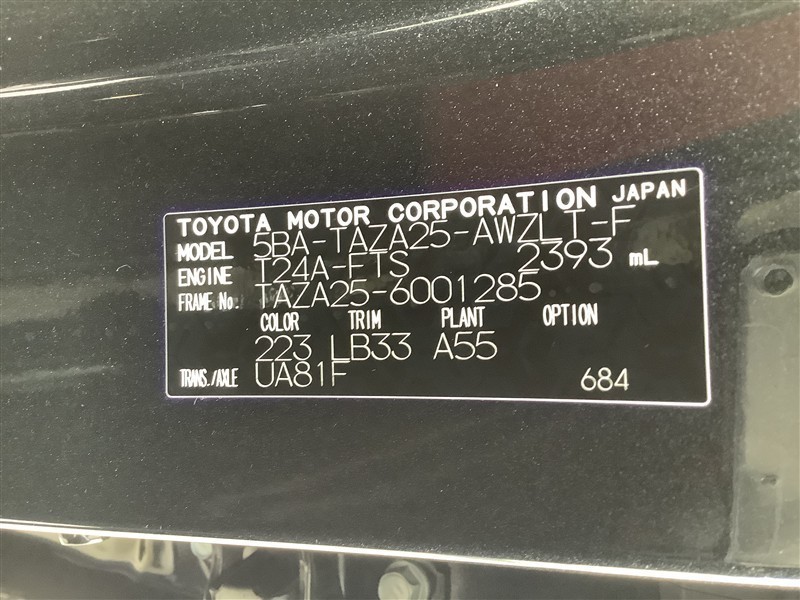 TOYOTA MOTOR CORPORATION JAPAN
MODEL 5BA-TAZA25-AWZLT-F
ENGINE T24A-FTS 2393 mL
FRAME No. TAZA25-6001285
COLOR TRIM PLANT OPTION
223 LB33 A55
TRANS./AXLE UA81F 684